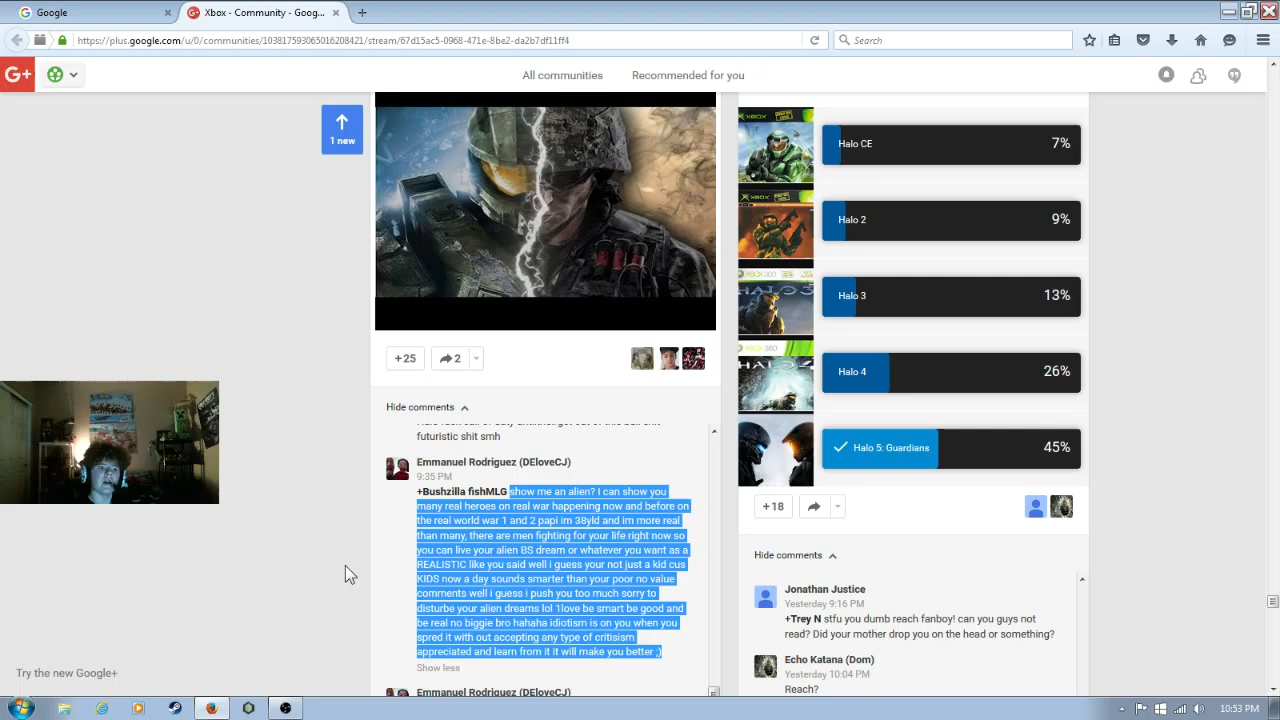 Google
Xbox - Community - Goog...
https://plus.google.com/u/0/communities/103817593065016208421/stream/67d15ac5-0968-471e-8be2-da2b7df11ff4
Search
G+
All communities
Recommended for you
1 new
+25
2
Hide comments
futuristic shit smh
Emmanuel Rodriguez (DEloveCJ)
9:35 PM
+Bushzilla fishMLG show me an alien? I can show you
many real heroes on real war happening now and before on
the real world war 1 and 2 papi im 38yld and im more real
than many, there are men fighting for your life right now so
you can live your alien BS dream or whatever you want as a
REALISTIC like you said well i guess your not just a kid cus
KIDS now a day sounds smarter than your poor no value
comments well i guess i push you too much sorry to
disturbe your alien dreams lol 1love be smart be good and
be real no biggie bro hahaha idiotism is on you when you
spred it with out accepting any type of critisism
appreciated and learn from it it will make you better ;)
Show less
Emmanuel Rodriguez (DEloveCJ)
Halo CE 7%
Halo 2 9%
Halo 3 13%
Halo 4 26%
Halo 5: Guardians 45%
+18
Hide comments
Jonathan Justice
Yesterday 9:16 PM
+Trey N stfu you dumb reach fanboy! can you guys not
read? Did your mother drop you on the head or something?
Echo Katana (Dom)
Yesterday 10:04 PM
Reach?
Try the new Google+
10:53 PM